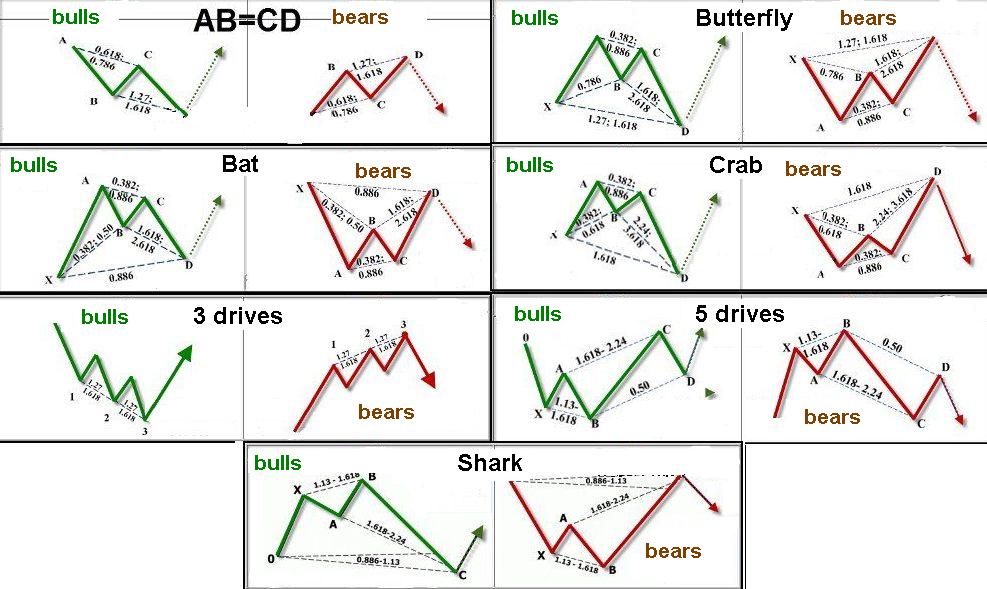 bulls
AB=CD
bears
A
0.618;
0.786
C
B
1.27;
1.618
B
1.27;
1.618
D
0.618;
0.786
C
bulls
Butterfly
bears
0.382;
0.886
C
0.786
B
X
1.618;
2.618
1.27; 1.618
D
1.27; 1.618
X
0.786
B
1.618;
2.618
0.382;
0.886
A
C
bulls
Bat
bears
A
0.382;
0.886
C
B
0.382; 0.50
1.618;
2.618
X
0.886
D
X
0.886
D
0.382; 0.50
B
1.618;
2.618
A
0.382;
0.886
C
bulls
Crab
bears
A
0.382;
0.886
C
B
0.382;
0.618
2.24;
3.618
1.618
D
D
1.618
X
0.382;
0.618
B
2.24; 3.618
A
0.382;
0.886
C
bulls
3 drives
1.27
1.618
1
1.27
1.618
2
3
1
2
3
1.27
1.618
1.27
1.618
bears
bulls
5 drives
0
C
1.618- 2.24
A
0.50
D
X
1.13-
1.618
B
X
1.13-
1.618
B
0.50
A
1.618- 2.24
D
C
bears
bulls
Shark
X
1.13 - 1.618
B
A
1.618-2.24
0
0.886-1.13
C
0.886-1.13
A
1.618-2.24
X
1.13 - 1.618
B
bears